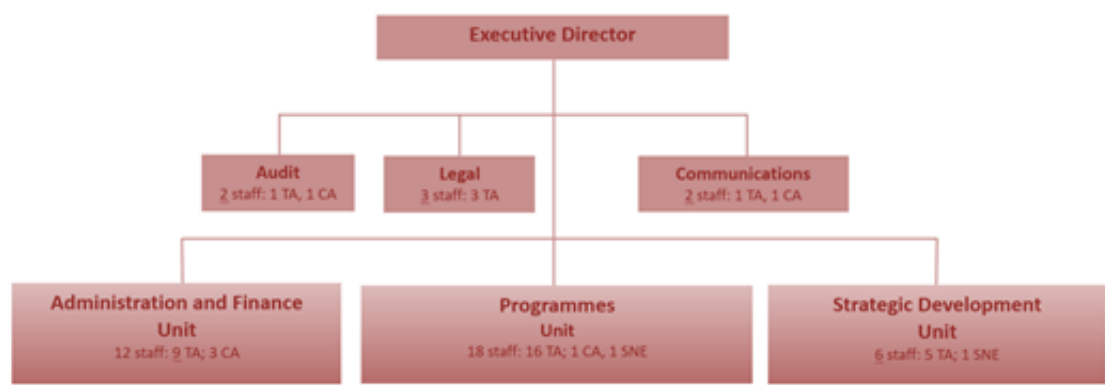 Executive Director
Audit
2 staff: 1 TA, 1 CA
Legal
3 staff: 3 TA
Communications
2 staff: 1 TA, 1 CA
Administration and Finance
Unit
12 staff: 9 TA; 3 CA
Programmes
Unit
18 staff: 16 TA; 1 CA, 1 SNE
Strategic Development
Unit
6 staff: 5 TA; 1 SNE